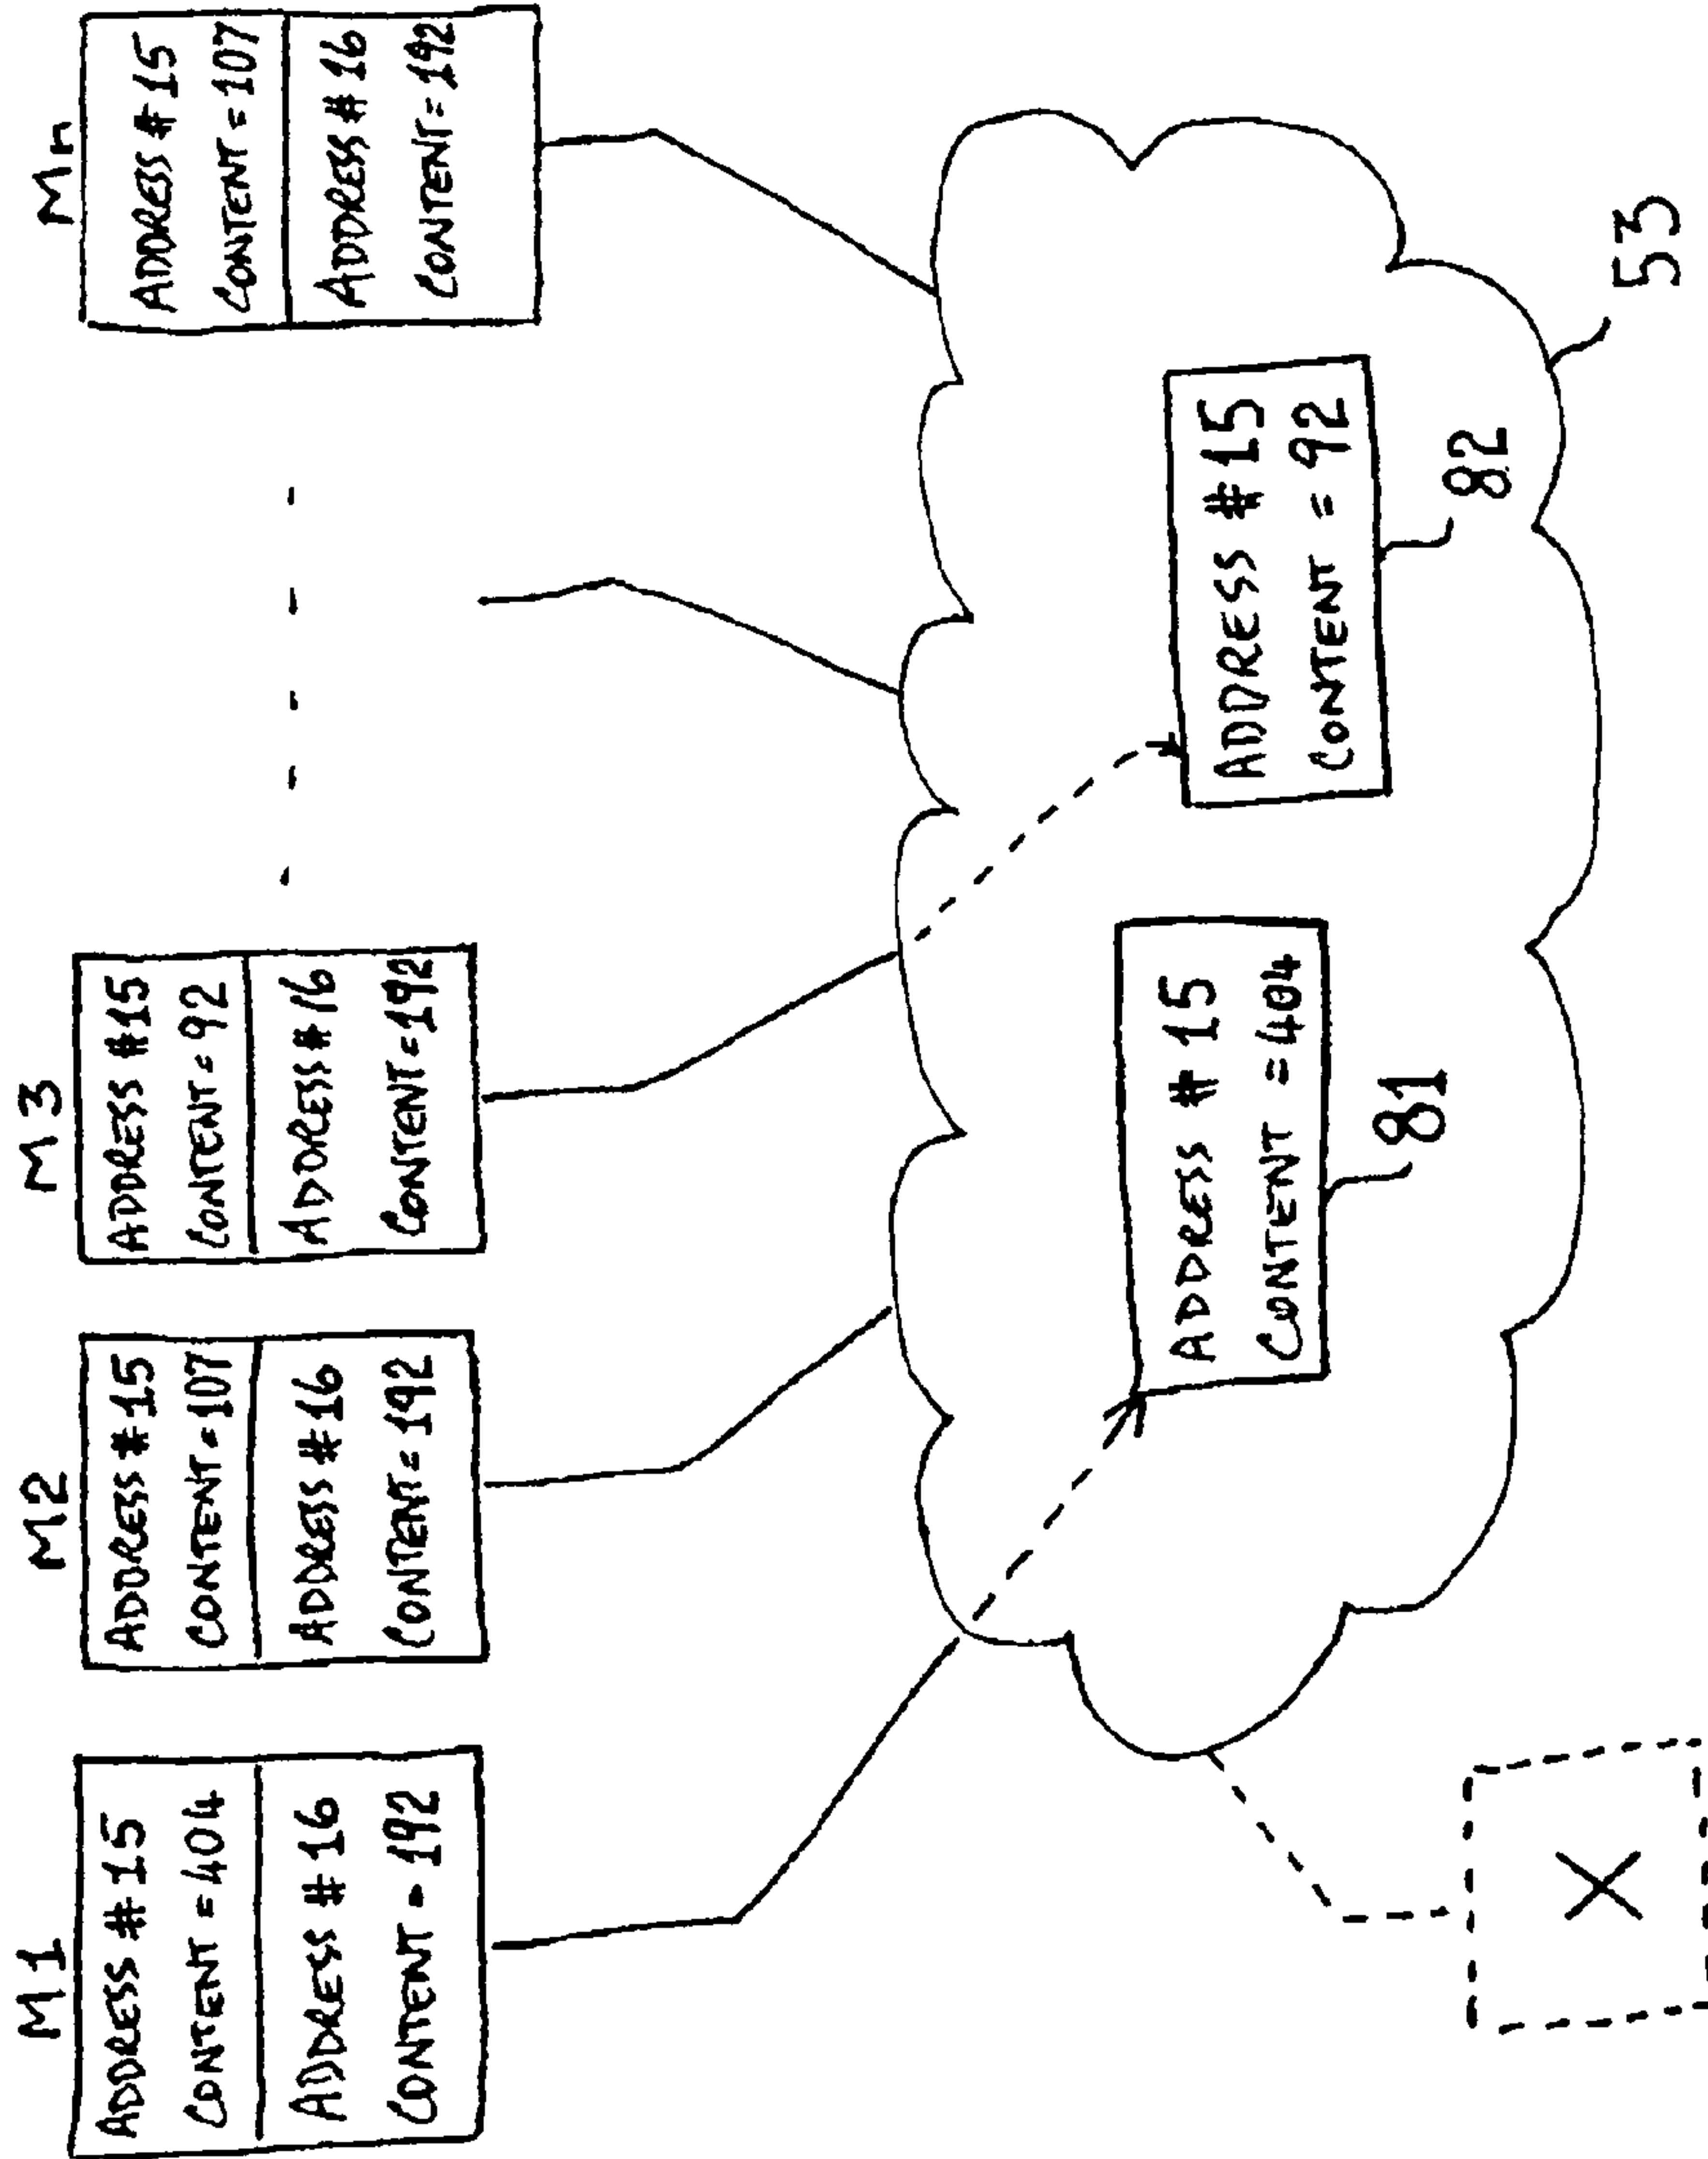 M1
ADDRESS #15
CONTENT = 404
ADDRESS #16
CONTENT = 192
M2
ADDRESS #15
CONTENT = 107
ADDRESS #16
CONTENT = 192
M3
ADDRESS #15
CONTENT = 92
ADDRESS #16
CONTENT = 192
Mn
ADDRESS #15
CONTENT = 107
ADDRESS #16
CONTENT = 192
ADDRESS # 15
CONTENT = 404
81
ADDRESS # 15
CONTENT = 92
82
53
X